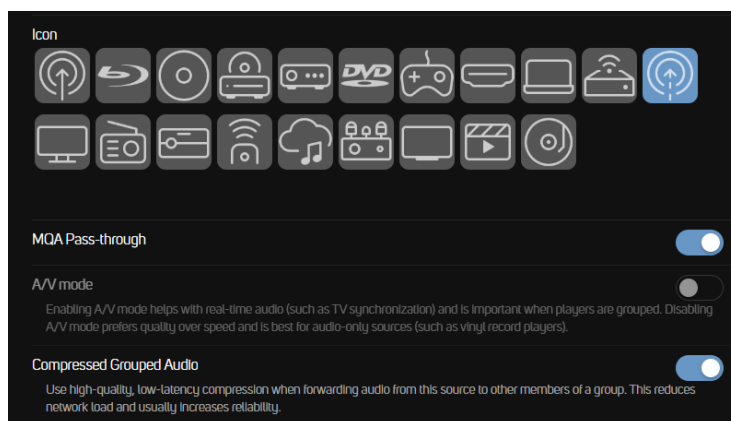 Icon
DVD
MQA Pass-through
A/V mode
Enabling A/V mode helps with real-time audio (such as TV synchronization) and is important when players are grouped. Disabling
A/V mode prefers quality over speed and is best for audio-only sources (such as vinyl record players).
Compressed Grouped Audio
Use high-quality, low-latency compression when forwarding audio from this source to other members of a group. This reduces
network load and usually increases reliability.